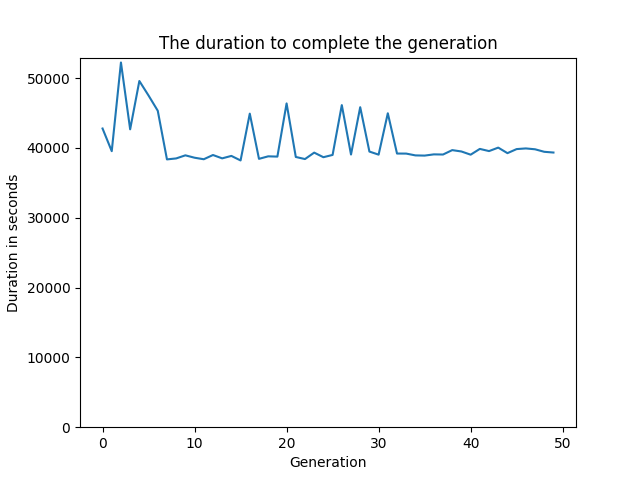 The duration to complete the generation
Duration in seconds
50000
40000
30000
20000
10000
0
0 10 20 30 40 50
Generation